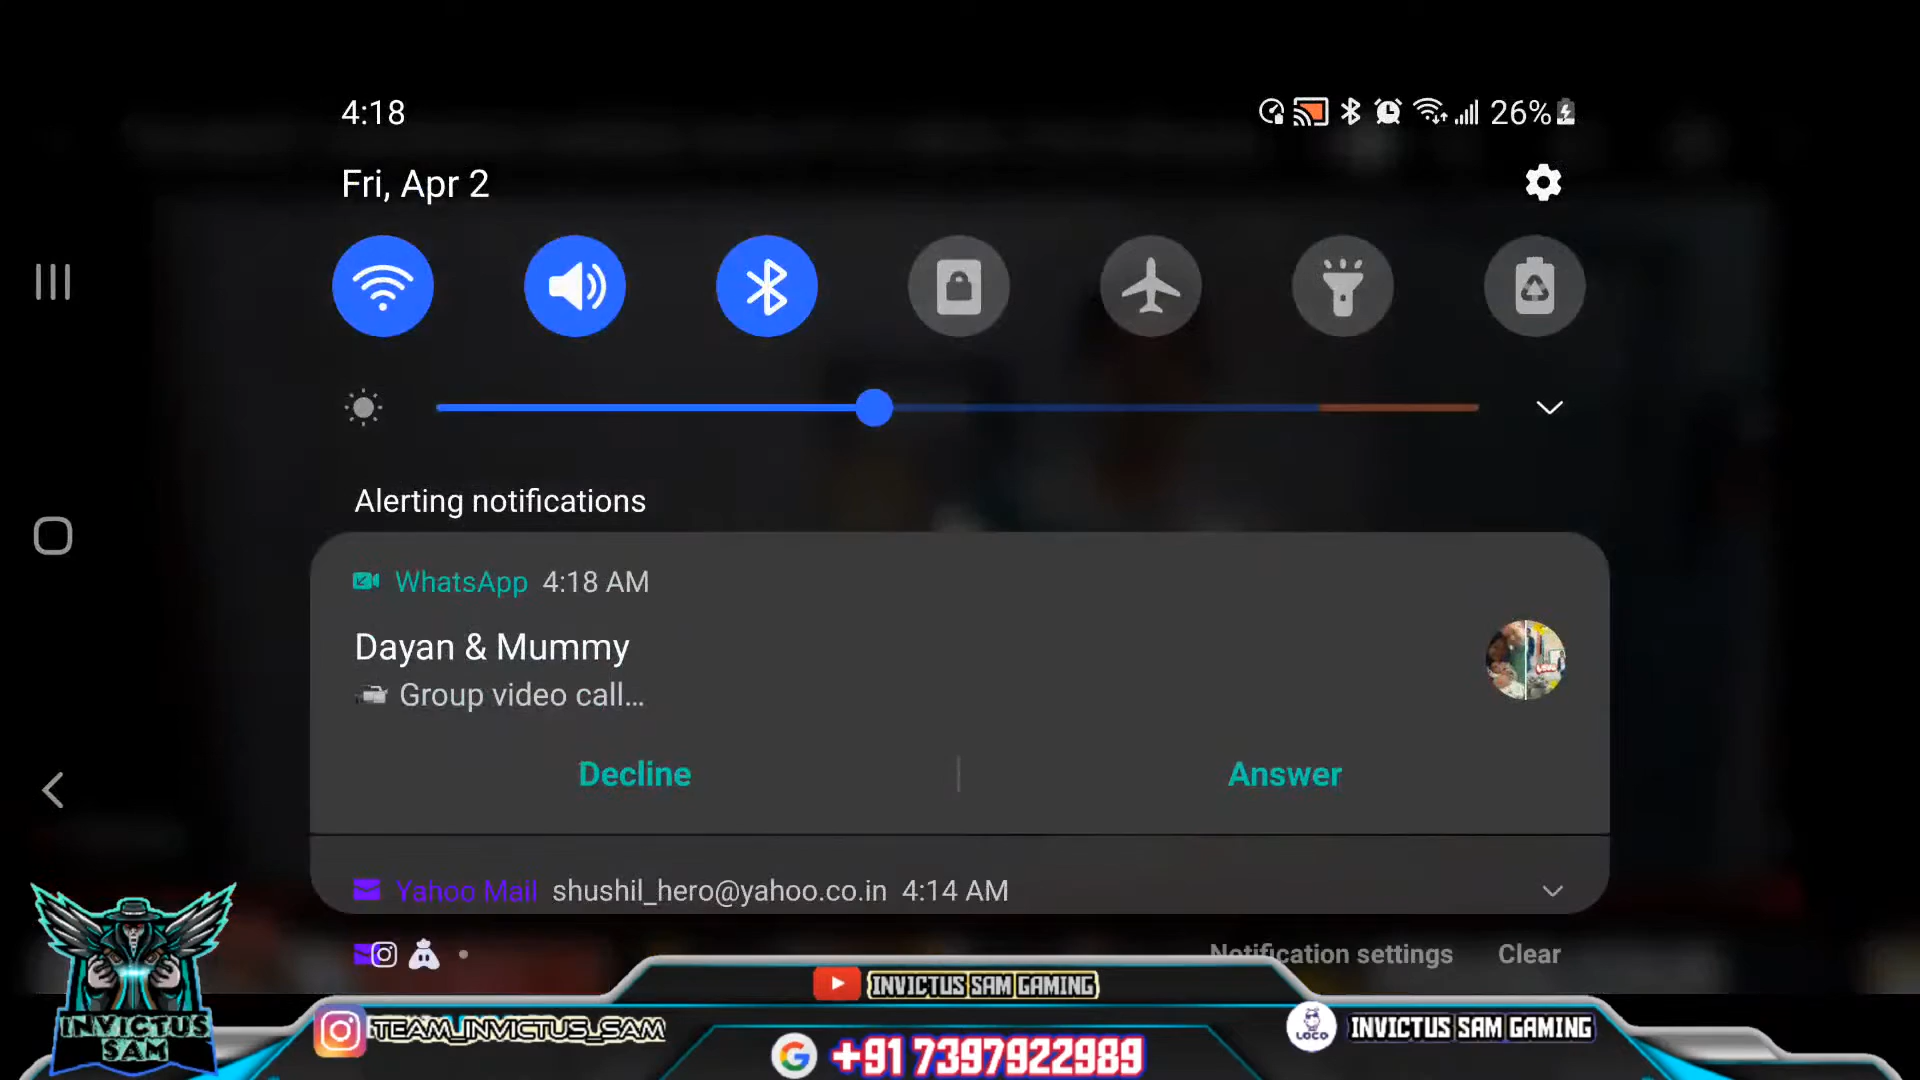 4:18
26%
Fri, Apr 2
Alerting notifications
WhatsApp 4:18 AM
Dayan & Mummy
Group video call...
Decline
Answer
Yahoo Mail shushil_hero@yahoo.co.in 4:14 AM
Notification settings
Clear
INVICTUS SAM
INVICTUS SAM GAMING
TEAM_INVICTUS_SAM
LOCO
INVICTUS SAM GAMING
G
+91 7397922989